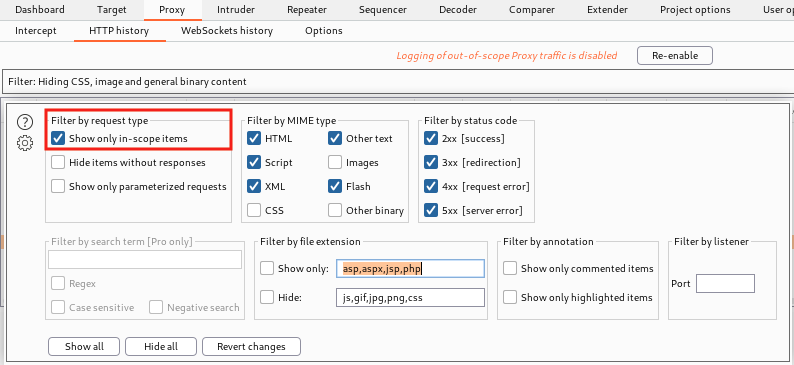 Dashboard Target Proxy Intruder Repeater Sequencer Decoder Comparer Extender Project options User op
Intercept HTTP history WebSockets history Options
Logging of out-of-scope Proxy traffic is disabled Re-enable
Filter: Hiding CSS, image and general binary content
Filter by request type
Show only in-scope items
Hide items without responses
Show only parameterized requests
Filter by MIME type
HTML Other text
Script Images
XML Flash
CSS Other binary
Filter by status code
2xx [success]
3xx [redirection]
4xx [request error]
5xx [server error]
Filter by search term [Pro only]
Regex
Case sensitive Negative search
Filter by file extension
Show only: asp,aspx,jsp,php
Hide: js,gif,jpg,png,css
Filter by annotation
Show only commented items
Show only highlighted items
Filter by listener
Port
Show all Hide all Revert changes